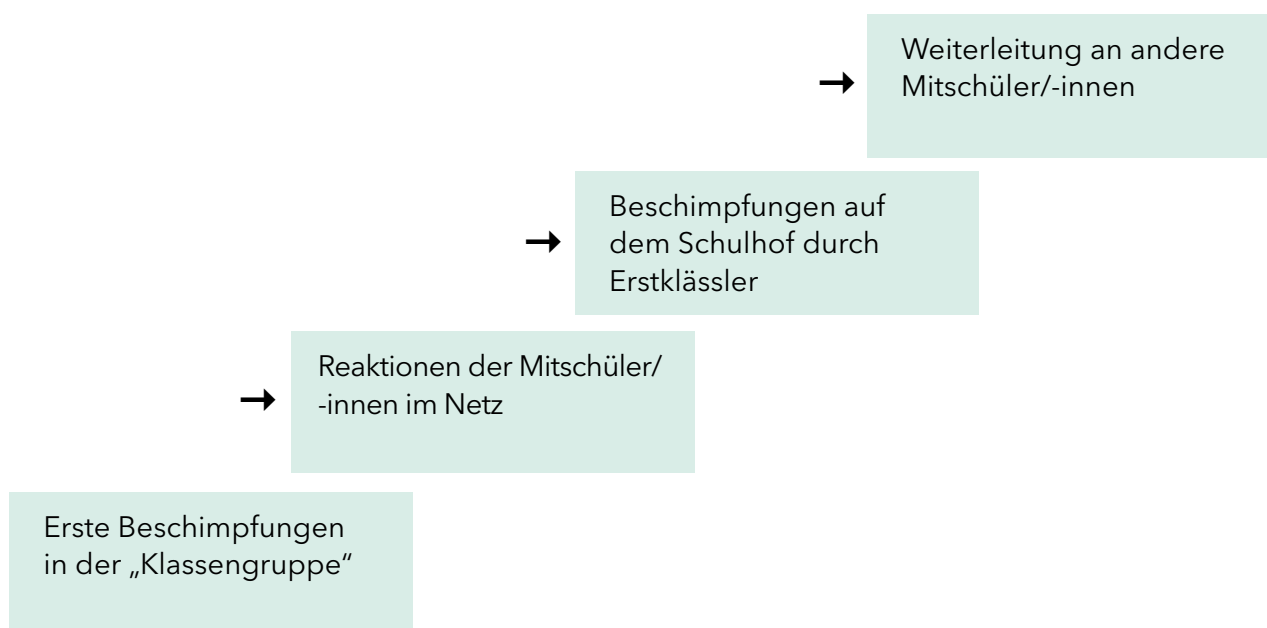 Weiterleitung an andere
Mitschüler/-innen
Beschimpfungen auf
dem Schulhof durch
Erstklässler
Reaktionen der Mitschüler/
-innen im Netz
Erste Beschimpfungen
in der „Klassengruppe“